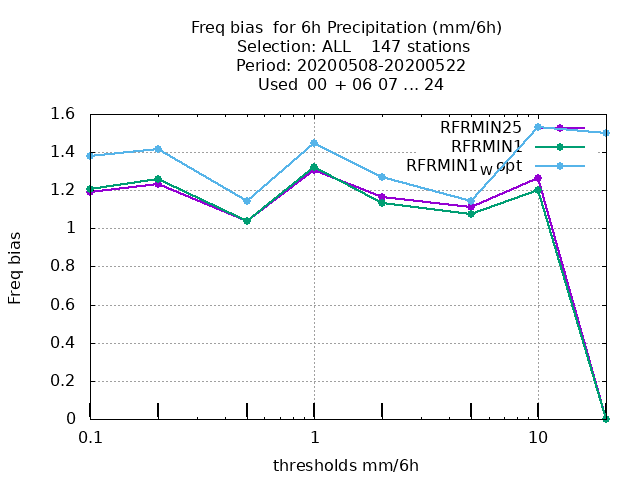 Freq bias  for 6h Precipitation (mm/6h)
Selection: ALL    147 stations
Period: 20200508-20200522
Used  00  + 06 07 ... 24
1.6
1.4
1.2
1
0.8
0.6
0.4
0.2
0
Freq bias
RFRMIN25
RFRMIN1
RFRMIN1wopt
0.1
1
10
thresholds mm/6h